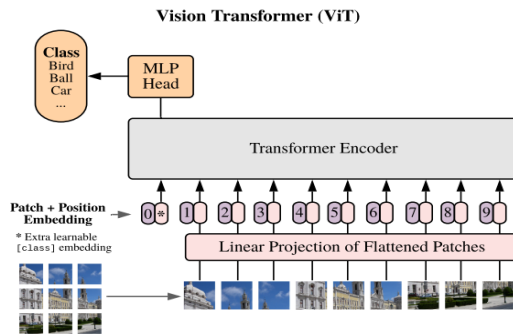 Vision Transformer (ViT)
Class
Bird
Ball
Car
...
MLP
Head
Transformer Encoder
Patch + Position
Embedding
0 * 1 2 3 4 5 6 7 8 9
* Extra learnable
[class] embedding
Linear Projection of Flattened Patches